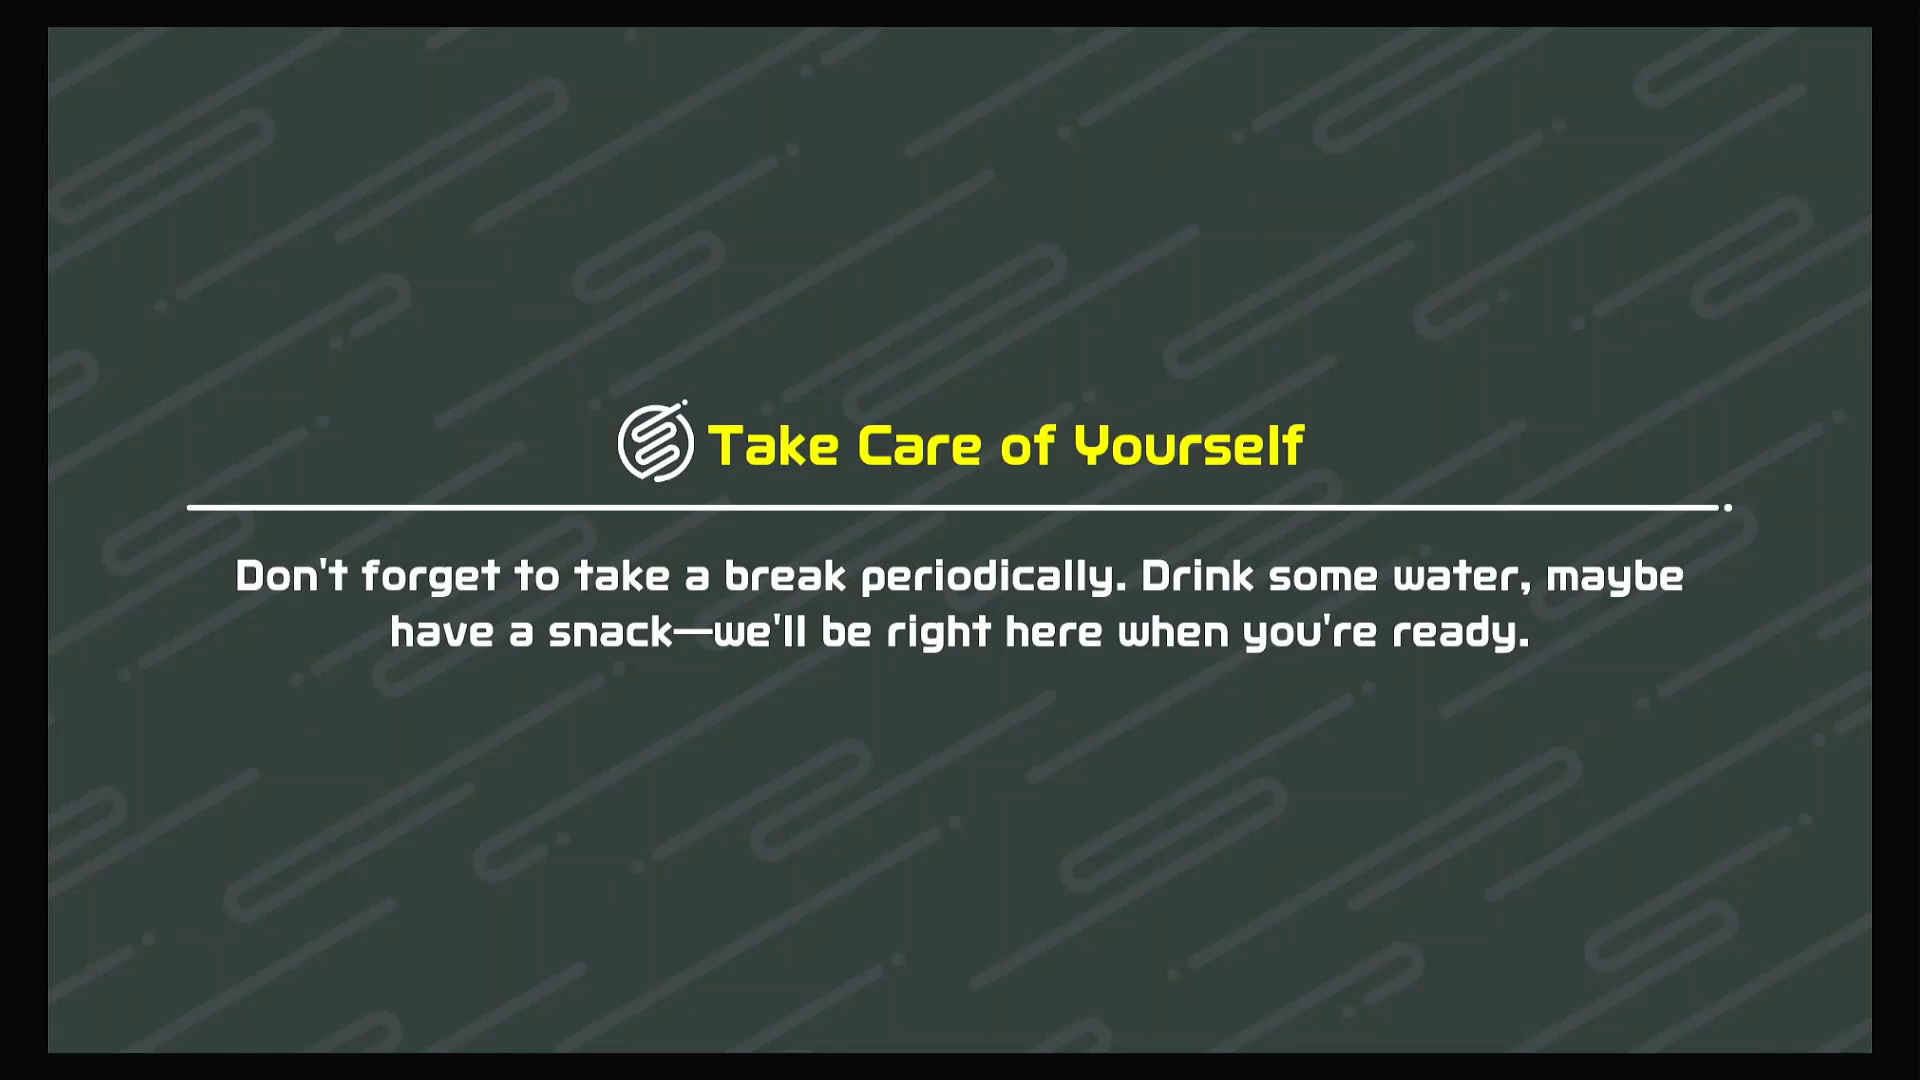 Take Care of Yourself
Don't forget to take a break periodically. Drink some water, maybe
have a snack—we'll be right here when you're ready.